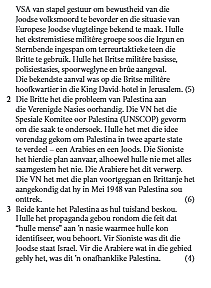 VSA van stapel gestuur om bewustheid van die
Joodse volksmoord te bevorder en die situasie van
Europese Joodse vlugtelinge bekend te maak. Hulle
het ekstremistiese militêre groepe soos die Irgun en
Sternbende ingespan om terreurtaktieke teen die
Britte te gebruik. Hulle het Britse militêre basisse,
polisiestasies, spoorweglyne en brûe aangeval.
Die bekendste aanval was op die Britse militêre
hoofkwartier in die King David-hotel in Jerusalem. (5)
2 Die Britte het die probleem van Palestina aan
die Verenigde Nasies oorhandig. Die VN het die
Spesiale Komitee oor Palestina (UNSCOP) gevorm
om die saak te ondersoek. Hulle het met die idee
vorendag gekom om Palestina in twee aparte state
te verdeel – een Arabies en een Joods. Die Sioniste
het hierdie plan aanvaar, alhoewel hulle nie met alles
saamgestem het nie. Die Arabiere het dit verwerp.
Die VN het met die plan voortgegaan en Brittanje het
aangekondig dat hy in Mei 1948 van Palestina sou
ontrek. (6)
3 Beide kante het Palestina as hul tuisland beskou.
Hulle het propaganda gebou rondom die feit dat
“hulle mense” aan ’n nasie waarmee hulle kon
identifiseer, wou behoort. Vir Sioniste was dit die
Joodse staat Israel. Vir die Arabiere wat in die gebied
gebly het, was dit ’n onafhanklike Palestina. (4)